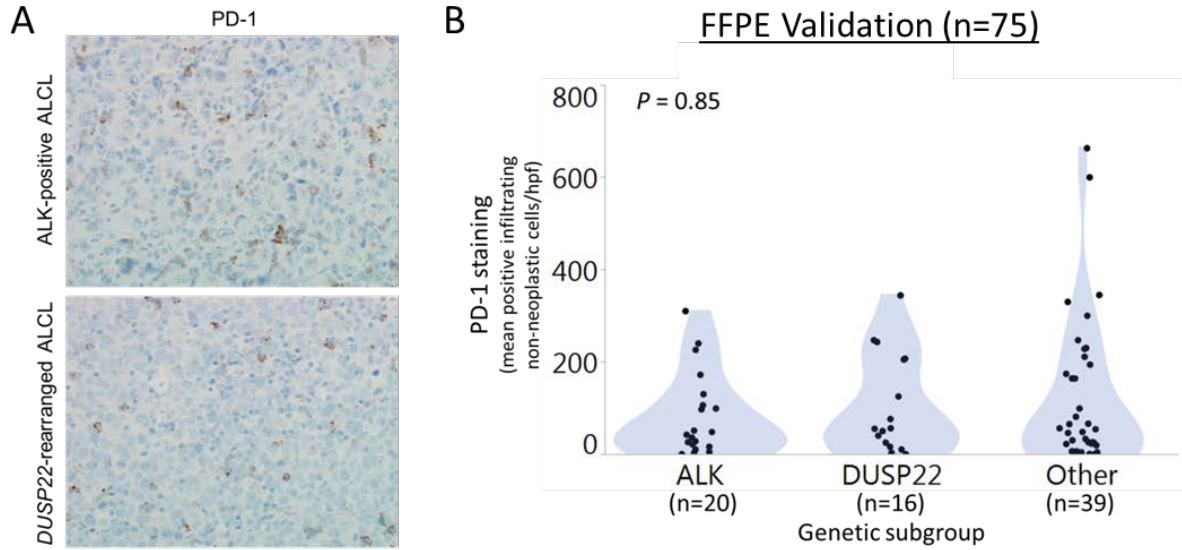 A
PD-1
ALK-positive ALCL
DUSP22-rearranged ALCL
B
FFPE Validation (n=75)
P = 0.85
PD-1 staining
(mean positive infiltrating
non-neoplastic cells/hpf)
800
600
400
200
0
ALK
DUSP22
Other
(n=20)
(n=16)
(n=39)
Genetic subgroup